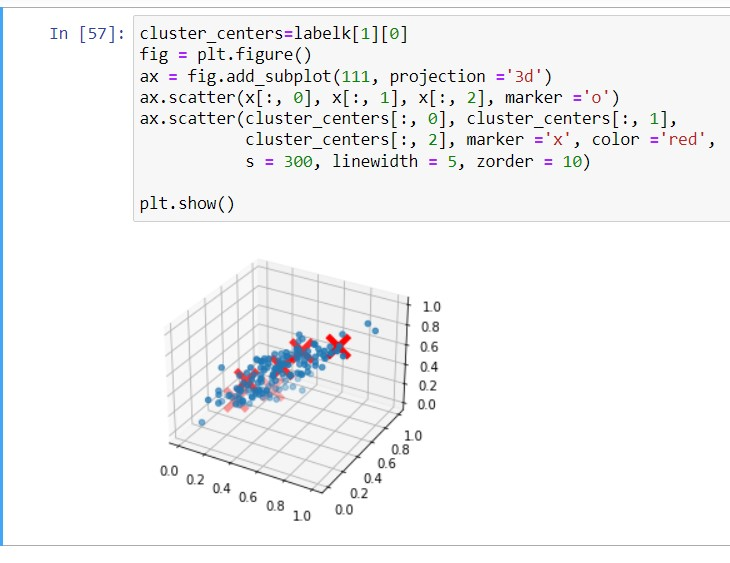 In [57]: cluster_centers=labelk[1][0]
fig = plt.figure()
ax = fig.add_subplot(111, projection ='3d')
ax.scatter(x[:, 0], x[:, 1], x[:, 2], marker ='o')
ax.scatter(cluster_centers[:, 0], cluster_centers[:, 1],
cluster_centers[:, 2], marker ='x', color ='red',
s = 300, linewidth = 5, zorder = 10)
plt.show()
1.0
0.8
0.6
0.4
0.2
0.0
1.0
0.8
0.6
0.4
0.2
0.0
0.0 0.2 0.4 0.6 0.8 1.0